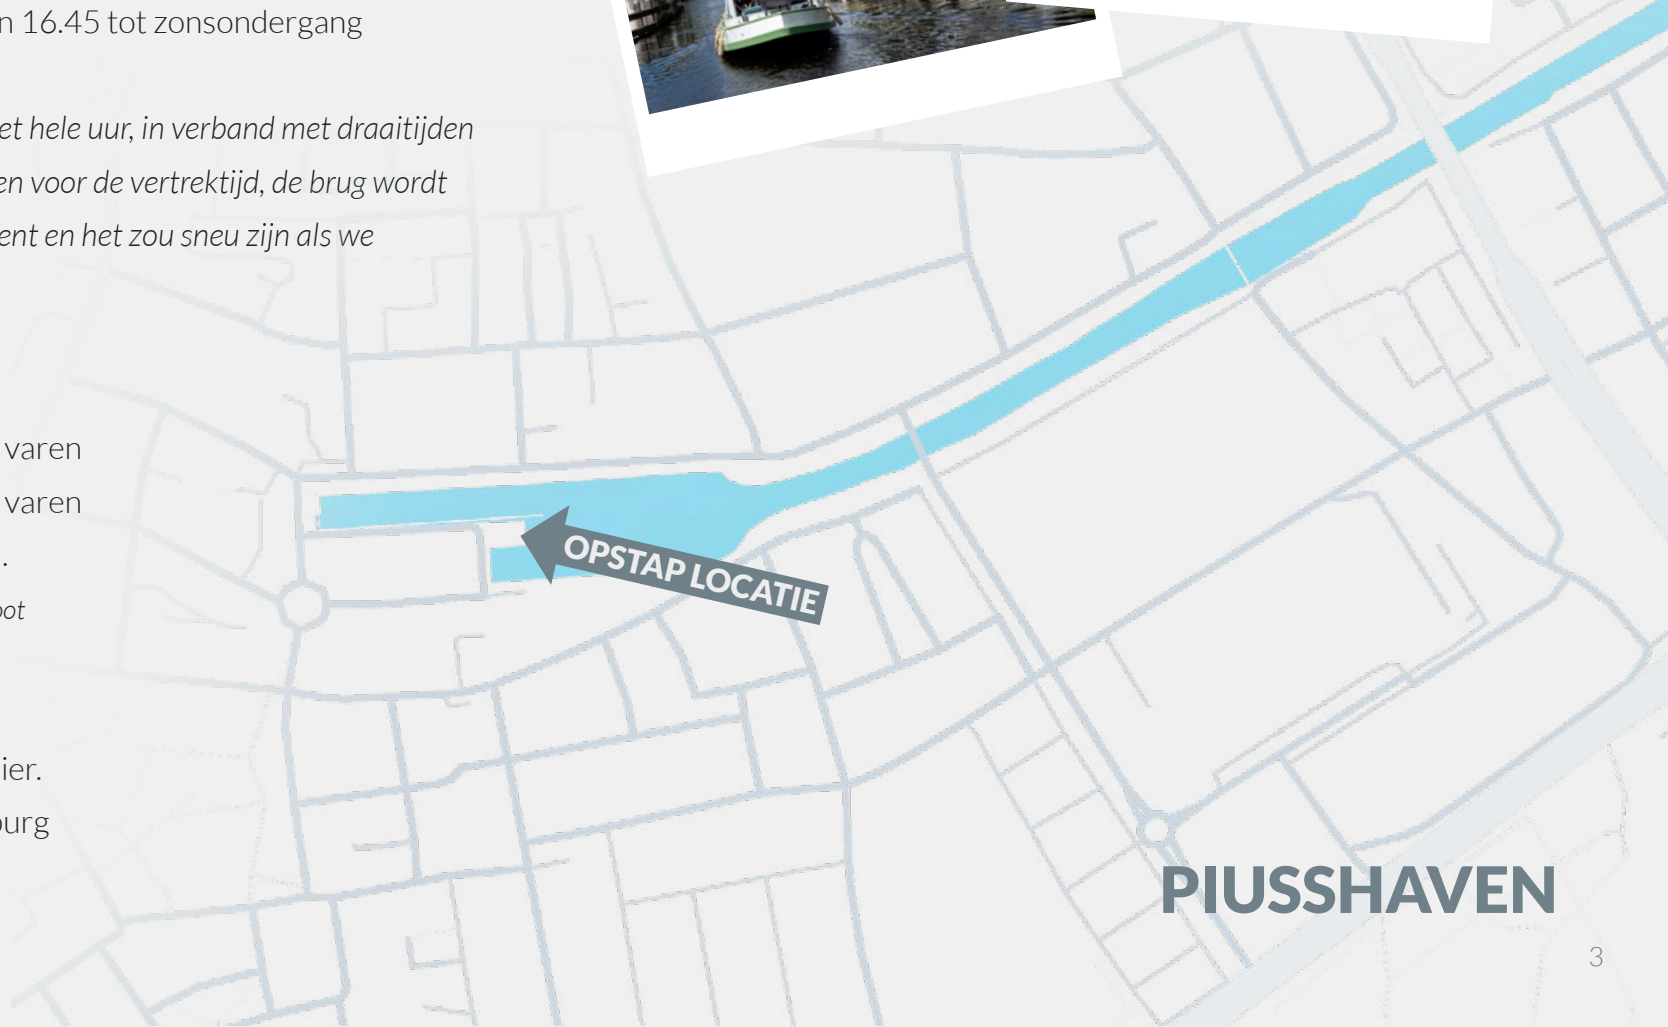 n 16.45 tot zonsondergang
et hele uur, in verband met draaitijden
en voor de vertrektijd, de brug wordt
ent en het zou sneu zijn als we
varen
varen
.
oot
ier.
burg
OPSTAP LOCATIE
PIUSSHAVEN
3